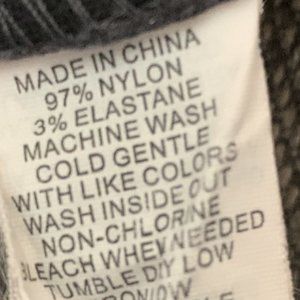 MADE IN CHINA
97% NYLON
3% ELASTANE
MACHINE WASH
COLD GENTLE
WITH LIKE COLORS
WASH INSIDE OUT
NON-CHLORINE
BLEACH WHEN NEEDED
TUMBLE DIY LOW